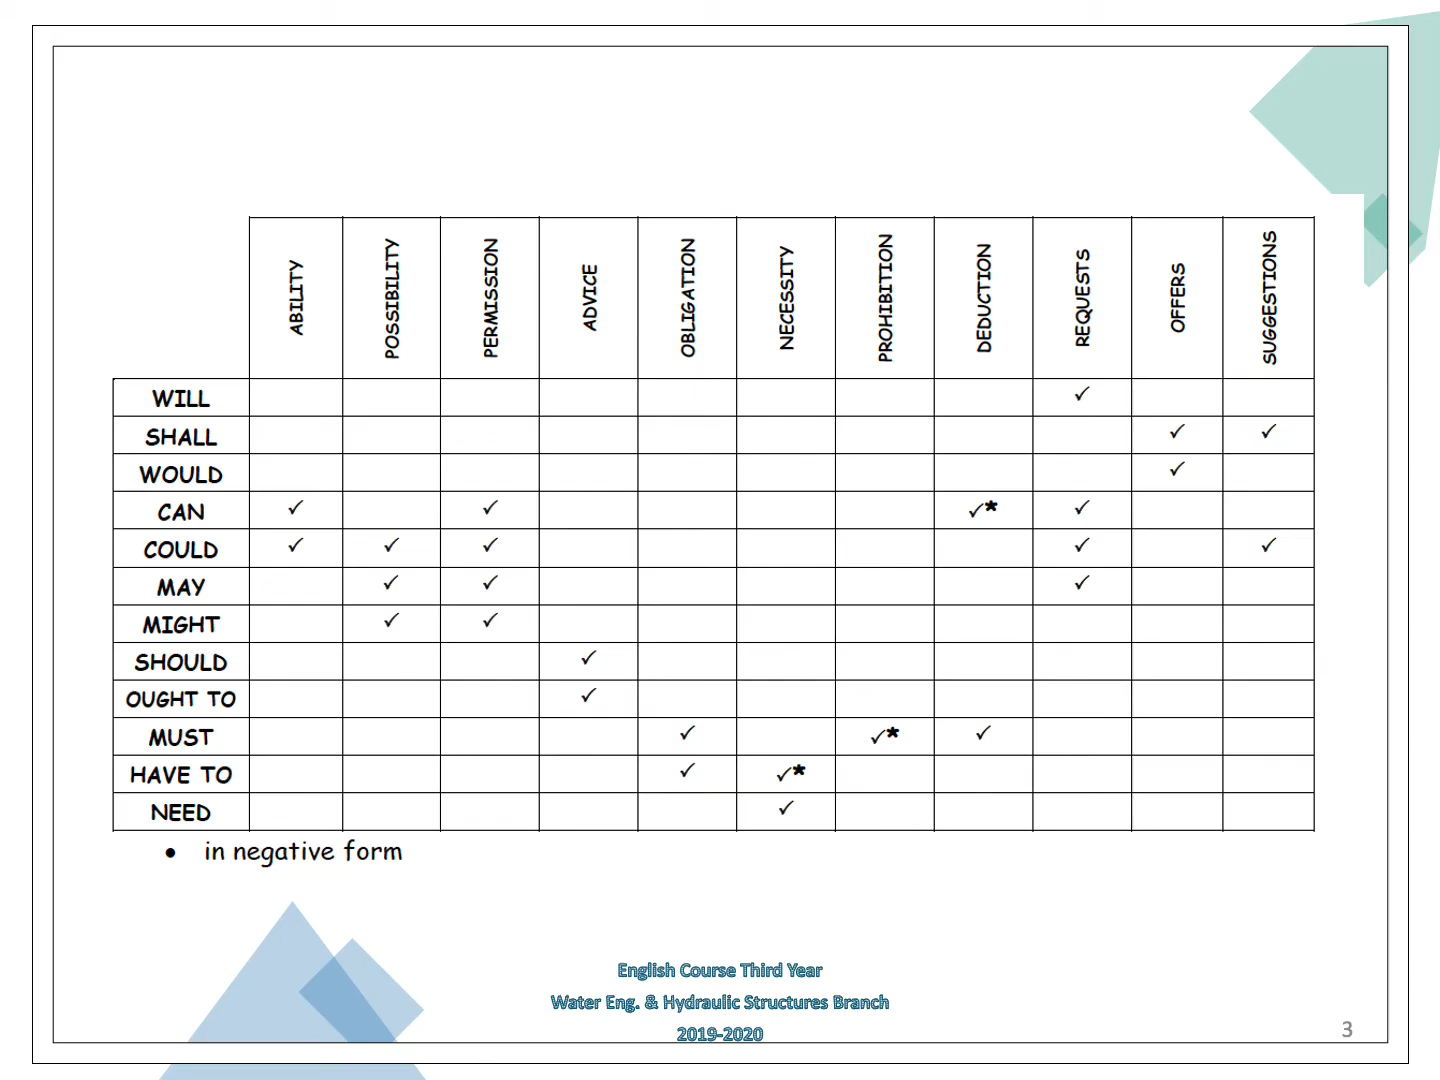 ABILITY POSSIBILITY PERMISSION ADVICE OBLIGATION NECESSITY PROHIBITION DEDUCTION REQUESTS OFFERS SUGGESTIONS
WILL ✓
SHALL ✓ ✓
WOULD ✓
CAN ✓ ✓ ✓* ✓
COULD ✓ ✓ ✓ ✓ ✓
MAY ✓ ✓ ✓
MIGHT ✓ ✓
SHOULD ✓
OUGHT TO ✓
MUST ✓ ✓* ✓
HAVE TO ✓ ✓*
NEED ✓
• in negative form
English Course Third Year
Water Eng. & Hydraulic Structures Branch
2019-2020
3